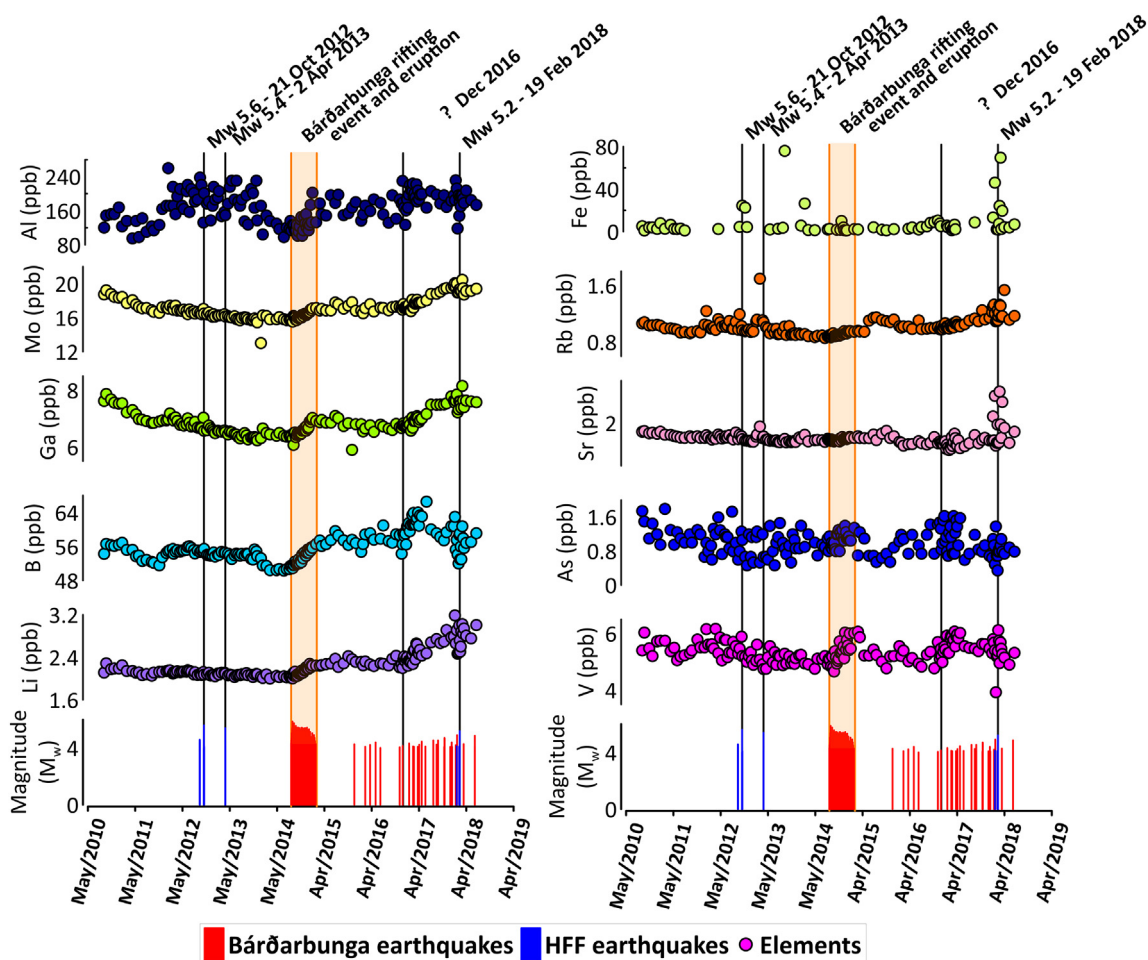 Mw 5.6 - 21 Oct 2012
Mw 5.4 - 2 Apr 2013
Bárðarbunga rifting
event and eruption
? Dec 2016
Mw 5.2 - 19 Feb 2018
Al (ppb)
240
160
80
Mo (ppb)
20
16
12
Ga (ppb)
8
6
B (ppb)
64
56
48
Li (ppb)
3.2
2.4
1.6
Magnitude
(Mw)
4
0
May/2010
May/2011
May/2012
May/2013
May/2014
Apr/2015
Apr/2016
Apr/2017
Apr/2018
Apr/2019
Mw 5.6 - 21 Oct 2012
Mw 5.4 - 2 Apr 2013
Bárðarbunga rifting
event and eruption
? Dec 2016
Mw 5.2 - 19 Feb 2018
Fe (ppb)
80
40
0
Rb (ppb)
1.6
0.8
Sr (ppb)
2
As (ppb)
1.6
0.8
0
V (ppb)
6
4
Magnitude
(Mw)
4
0
May/2010
May/2011
May/2012
May/2013
May/2014
Apr/2015
Apr/2016
Apr/2017
Apr/2018
Apr/2019
Bárðarbunga earthquakes
HFF earthquakes
Elements